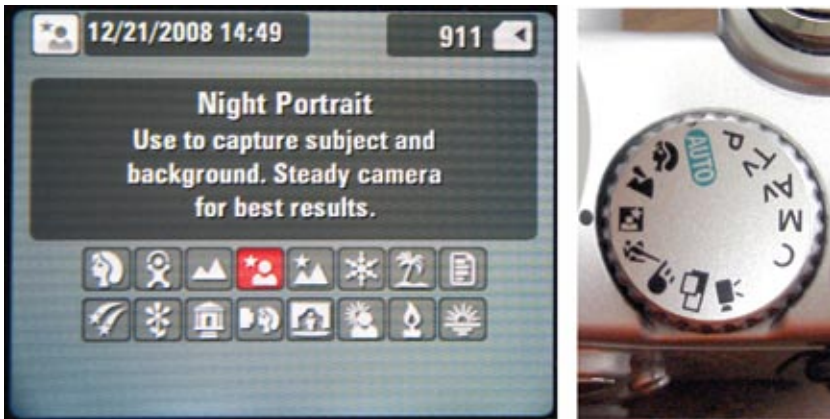 12/21/2008 14:49
911
Night Portrait
Use to capture subject and
background. Steady camera
for best results.
AUTO
P
Tv
Av
M
C